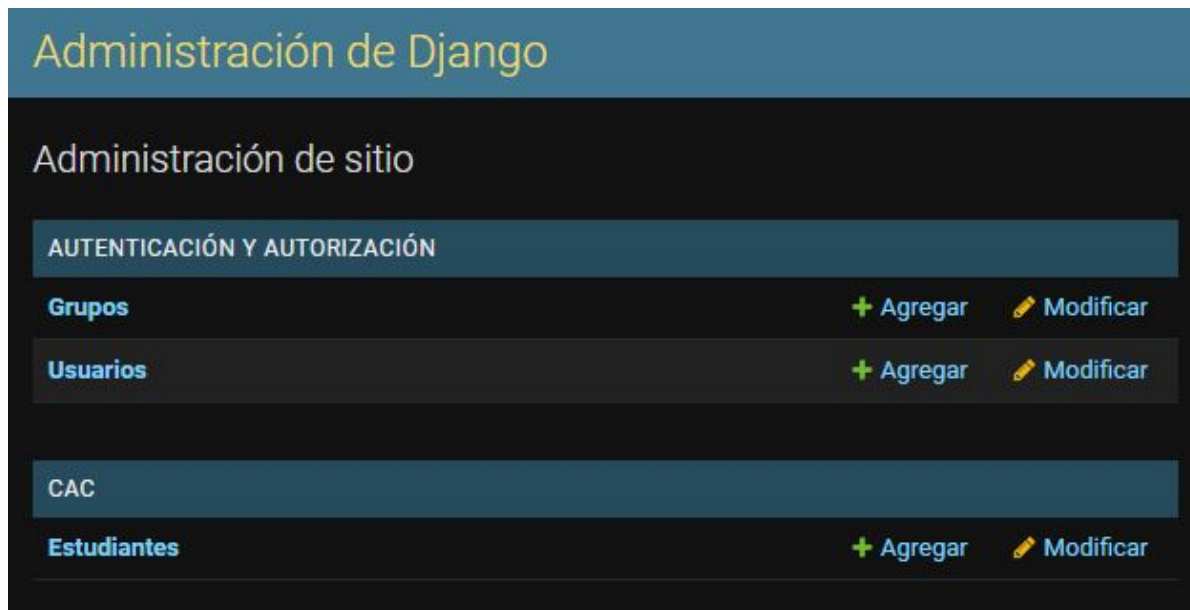 Administración de Django
Administración de sitio
AUTENTICACIÓN Y AUTORIZACIÓN
Grupos Agregar Modificar
Usuarios Agregar Modificar
CAC
Estudiantes Agregar Modificar